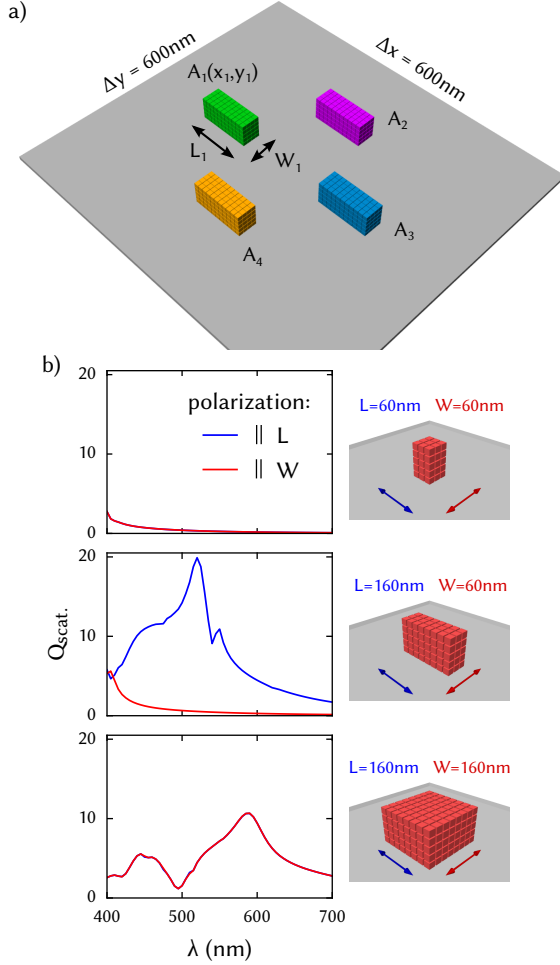 a)
Δy = 600nm
Δx = 600nm
A₁(x₁,y₁)
A₂
L₁
W₁
A₃
A₄
b)
20
polarization:
|| L
|| W
10
0
L=60nm W=60nm
20
10
0
L=160nm W=60nm
Qscat.
20
10
0
L=160nm W=160nm
400 500 600 700
λ (nm)